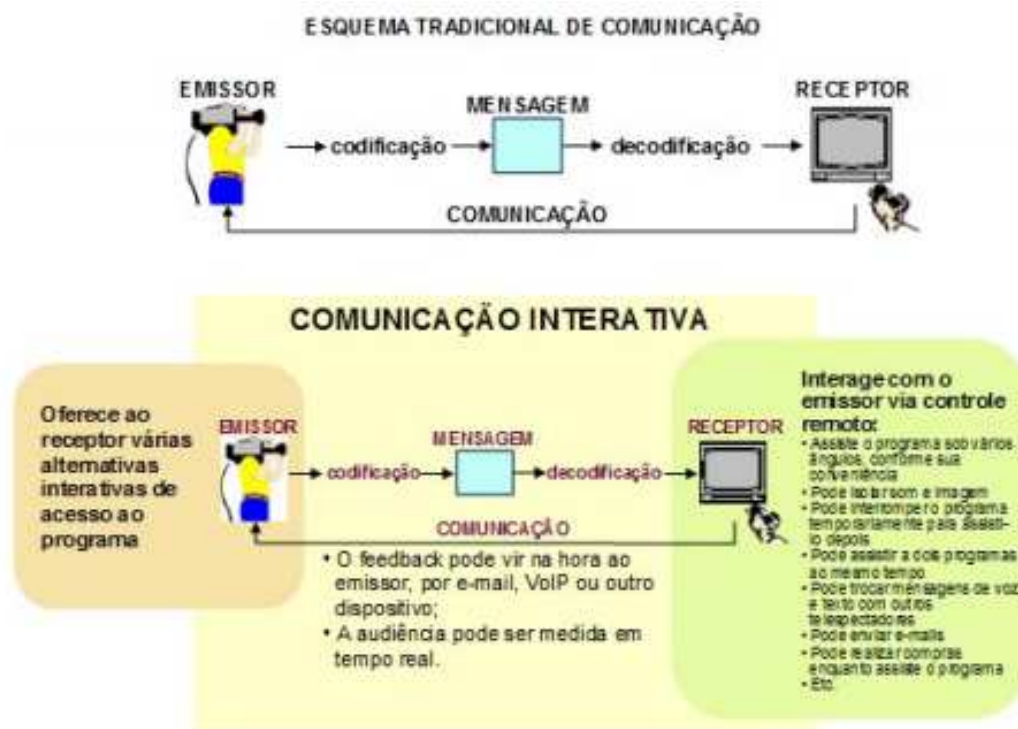 ESQUEMA TRADICIONAL DE COMUNICAÇÃO
EMISSOR
MENSAGEM
RECEPTOR
codificação
decodificação
COMUNICAÇÃO
COMUNICAÇÃO INTERATIVA
Oferece ao
receptor várias
alternativas
interativas de
acesso ao
programa
EMISSOR
MENSAGEM
RECEPTOR
codificação
decodificação
COMUNICAÇÃO
• O feedback pode vir na hora ao
emissor, por e-mail, VoIP ou outro
dispositivo;
• A audiência pode ser medida em
tempo real.
Interage com o
emissor via controle
remoto:
• Assiste o programa sob vários
ângulos, conforme sua
conveniência
• Pode isolar som e imagem
• Pode interromper o programa
temporariamente para assisti-
lo depois
• Pode assistir a dois programas
ao mesmo tempo
• Pode trocar mensagens de voz
e texto com outros
telespectadores
• Pode enviar e-mails
• Pode realizar compras
enquanto assiste o programa
• Etc.